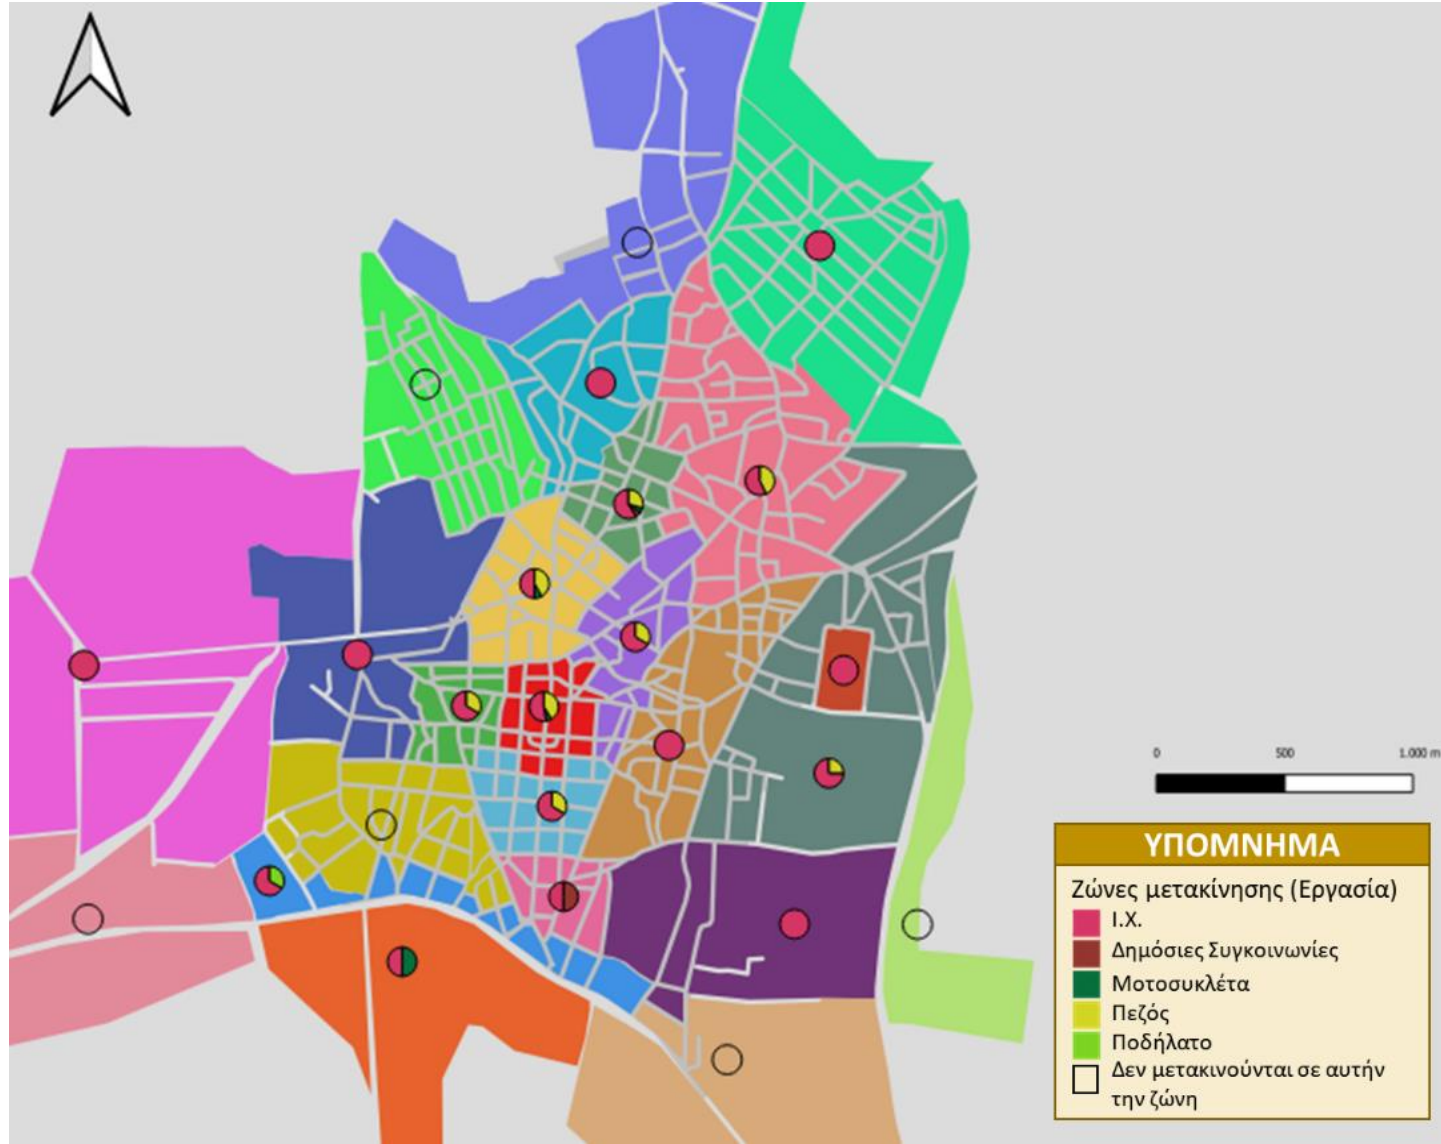 0 500 1.000 m
ΥΠΟΜΝΗΜΑ
Ζώνες μετακίνησης (Εργασία)
Ι.Χ.
Δημόσιες Συγκοινωνίες
Μοτοσυκλέτα
Πεζός
Ποδήλατο
Δεν μετακινούνται σε αυτήν
την ζώνη